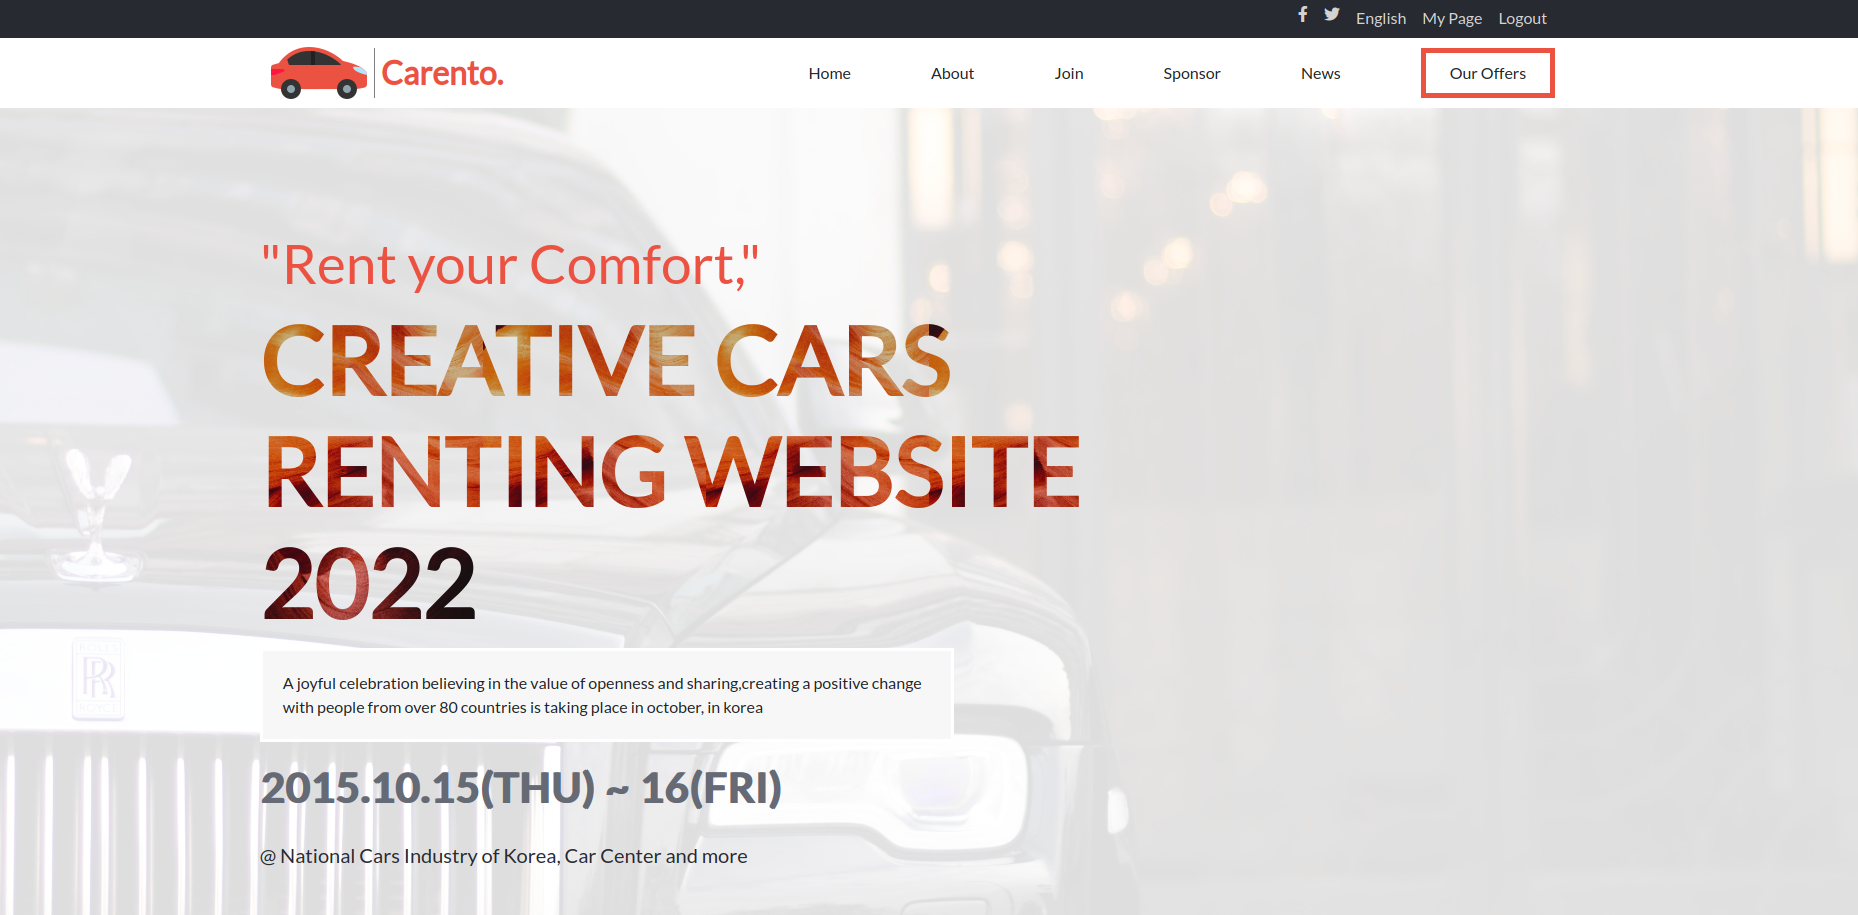 English My Page Logout
Carento.
Home About Join Sponsor News Our Offers
"Rent your Comfort,"
CREATIVE CARS
RENTING WEBSITE
2022
A joyful celebration believing in the value of openness and sharing,creating a positive change
with people from over 80 countries is taking place in october, in korea
ROLLS
RR
ROYCE
2015.10.15(THU) ~ 16(FRI)
@ National Cars Industry of Korea, Car Center and more